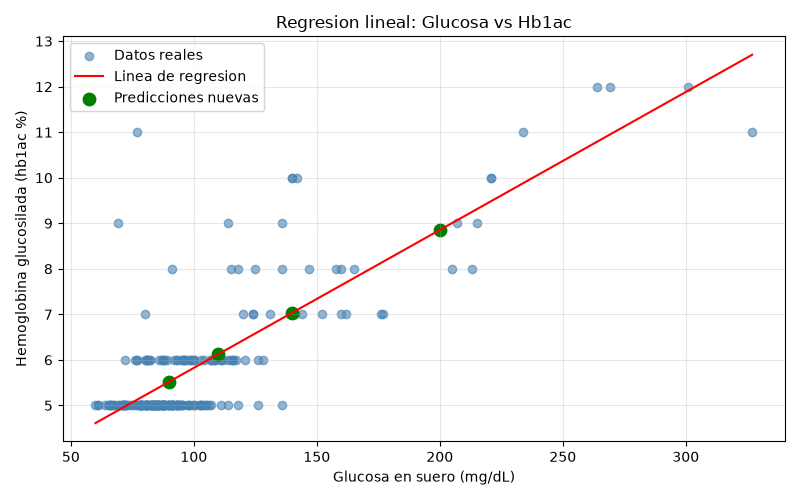 Regresion lineal: Glucosa vs Hb1ac
Datos reales
Linea de regresion
Predicciones nuevas
13
12
11
10
9
8
7
6
5
Hemoglobina glucosilada (hb1ac %)
50
100
150
200
250
300
Glucosa en suero (mg/dL)